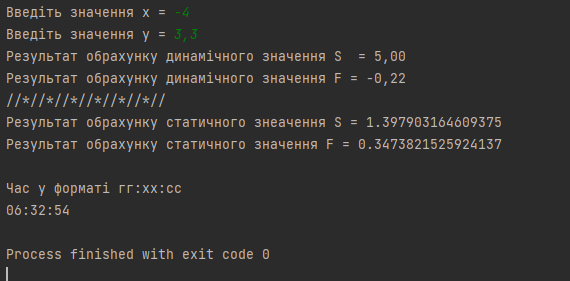 Введіть значення x = -4
Введіть значення y = 3,3
Результат обрахунку динамічного значення S  = 5,00
Результат обрахунку динамічного значення F = -0,22
//*//*//*//*//*//*//
Результат обрахунку статичного знеачення S = 1.397903164609375
Результат обрахунку статичного значення F = 0.3473821525924137
Час у форматі гг:хх:сс
06:32:54
Process finished with exit code 0